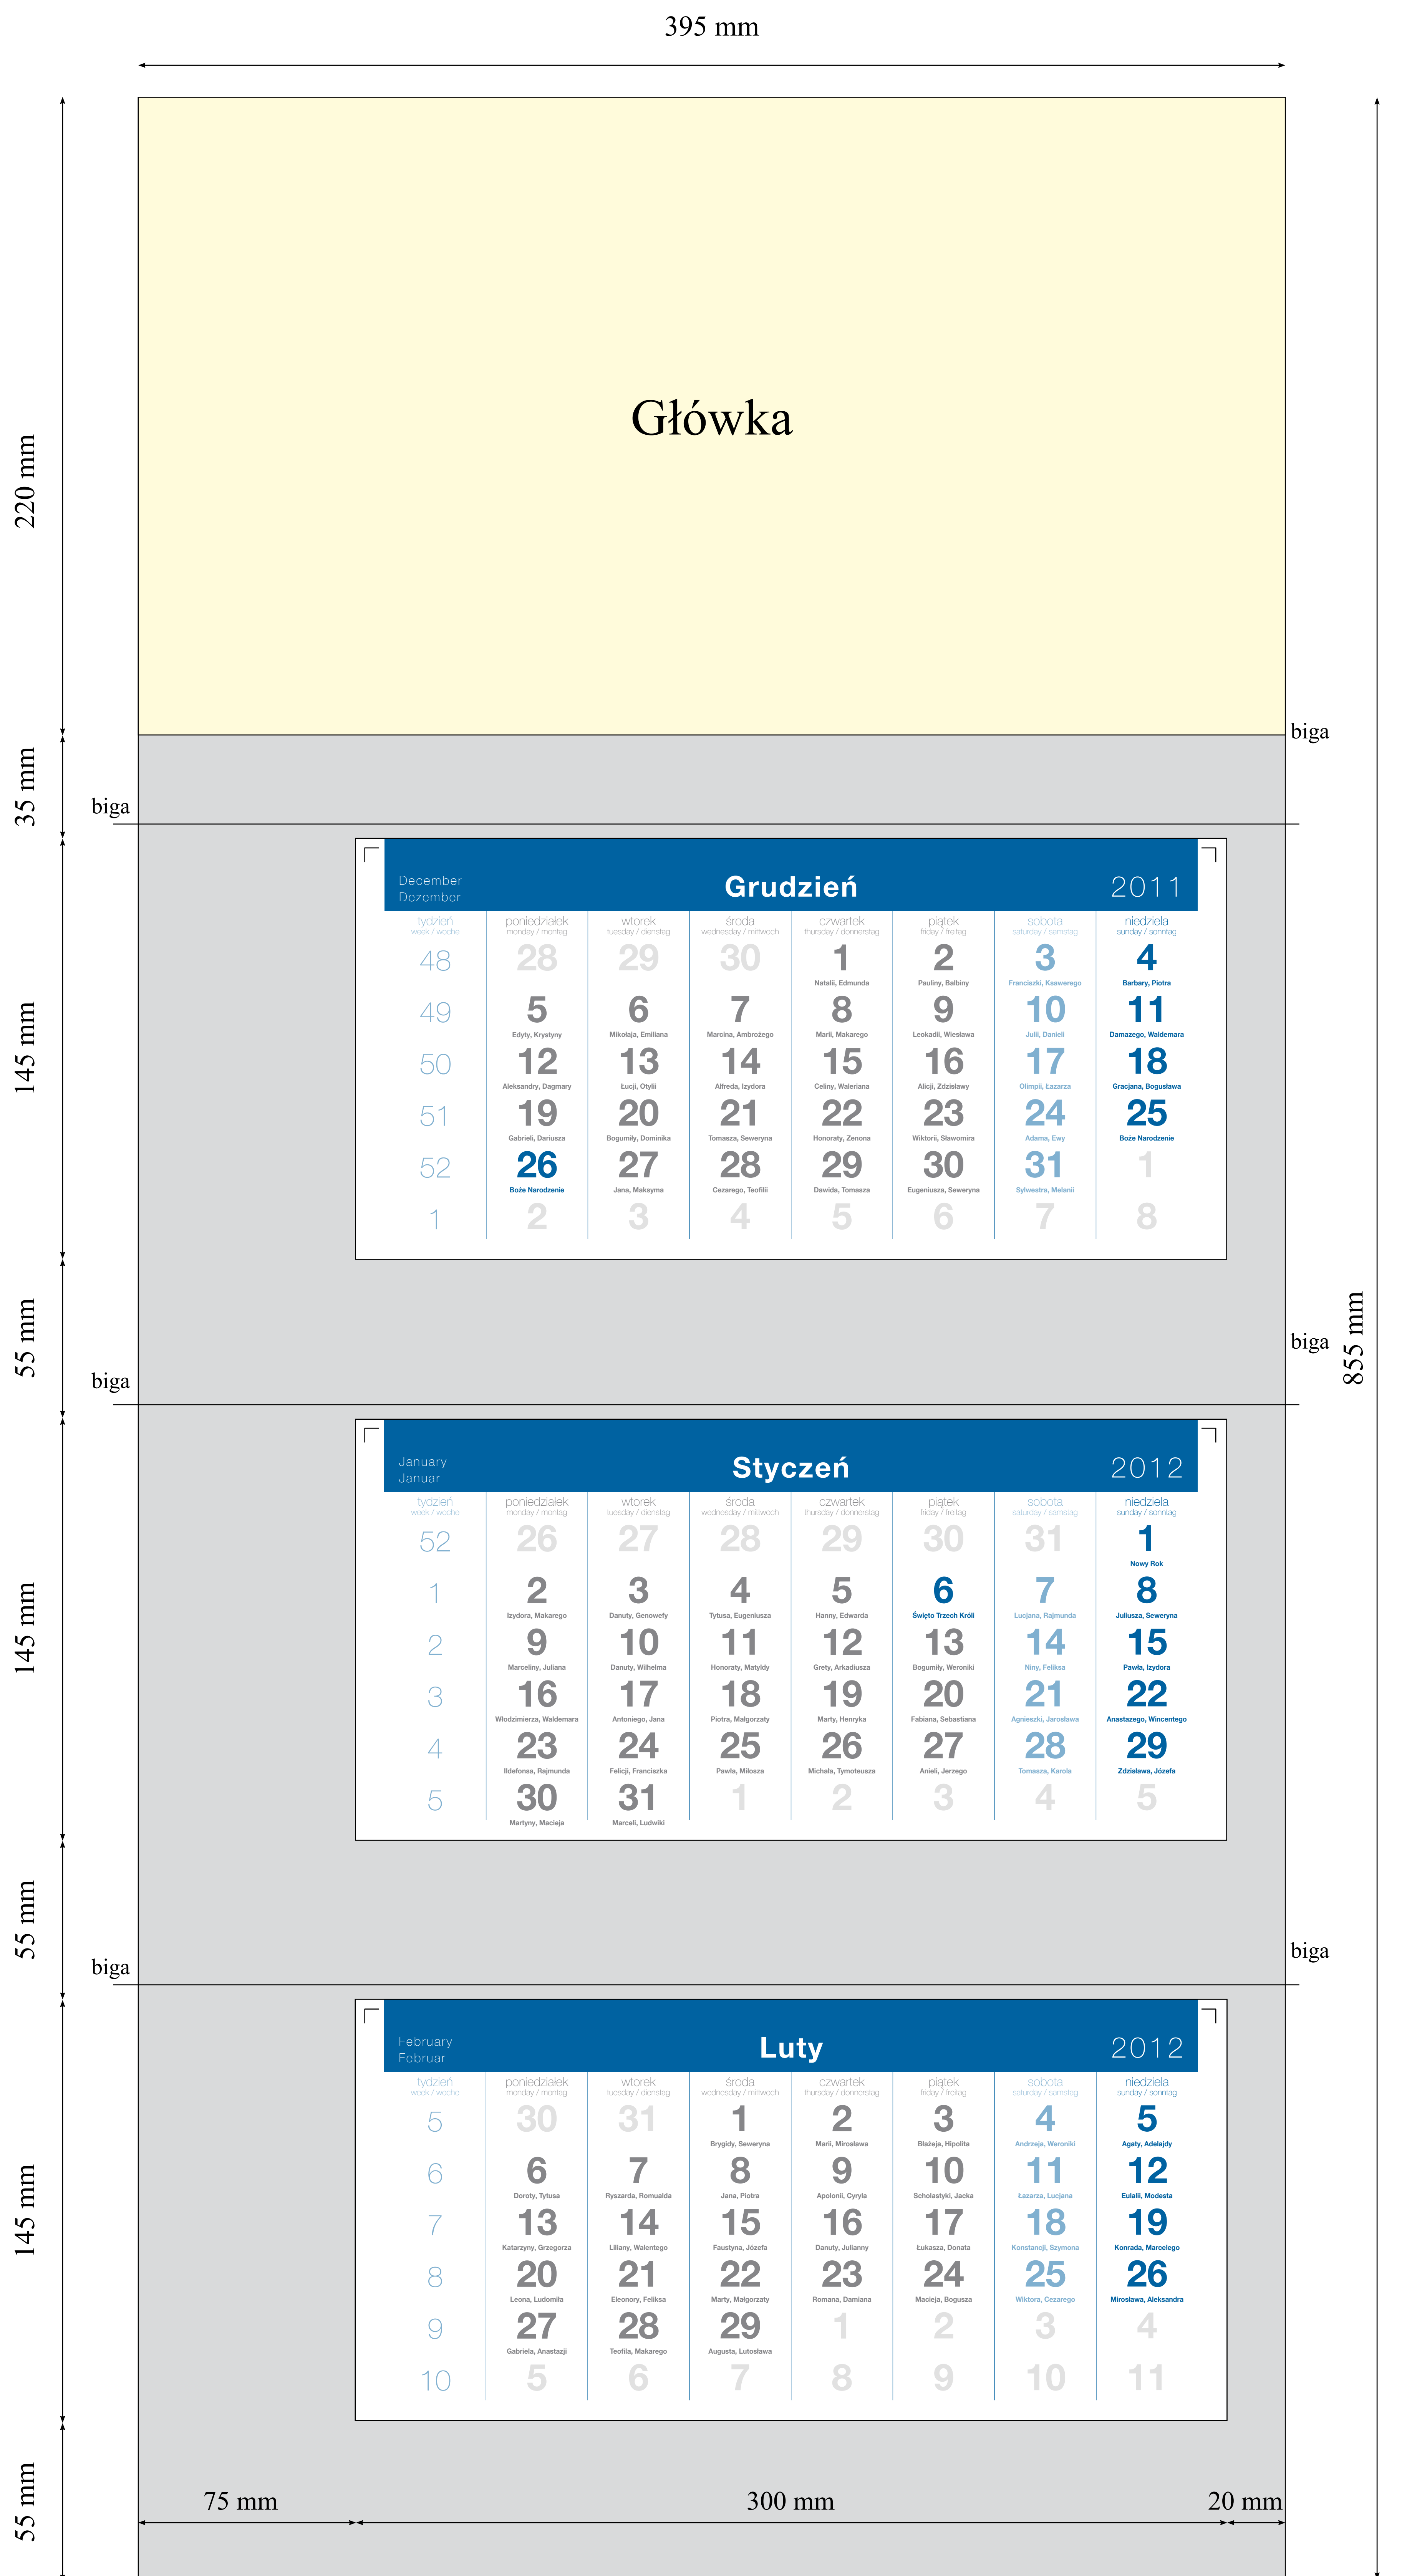 395 mm
Główka
220 mm
biga
35 mm
biga
December
Dezember
Grudzień
2011
tydzień poniedziałek wtorek środa czwartek piątek sobota niedziela
week / woche monday / montag tuesday / dienstag wednesday / mittwoch thursday / donnerstag friday / freitag saturday / samstag sunday / sonntag
48 28 29 30 1 2 3 4
Natalii, Edmunda Pauliny, Balbiny Franciszki, Ksawerego Barbary, Piotra
49 5 6 7 8 9 10 11
Edyty, Krystyny Mikołaja, Emiliana Marcina, Ambrożego Marii, Makarego Leokadii, Wiesława Julii, Danieli Damazego, Waldemara
50 12 13 14 15 16 17 18
Aleksandry, Dagmary Łucji, Otylii Alfreda, Izydora Celiny, Waleriana Alicji, Zdzisławy Olimpii, Łazarza Gracjana, Bogusława
51 19 20 21 22 23 24 25
Gabrieli, Dariusza Bogumiły, Dominika Tomasza, Seweryna Honoraty, Zenona Wiktorii, Sławomira Adama, Ewy Boże Narodzenie
52 26 27 28 29 30 31 1
Boże Narodzenie Jana, Maksyma Cezarego, Teofilii Dawida, Tomasza Eugeniusza, Seweryna Sylwestra, Melanii
1 2 3 4 5 6 7 8
145 mm
55 mm
biga
biga
855 mm
January
Januar
Styczeń
2012
tydzień poniedziałek wtorek środa czwartek piątek sobota niedziela
week / woche monday / montag tuesday / dienstag wednesday / mittwoch thursday / donnerstag friday / freitag saturday / samstag sunday / sonntag
52 26 27 28 29 30 31 1
Nowy Rok
1 2 3 4 5 6 7 8
Izydora, Makarego Danuty, Genowefy Tytusa, Eugeniusza Hanny, Edwarda Święto Trzech Króli Lucjana, Rajmunda Juliusza, Seweryna
2 9 10 11 12 13 14 15
Marceliny, Juliana Danuty, Wilhelma Honoraty, Matyldy Grety, Arkadiusza Bogumiły, Weroniki Niny, Feliksa Pawła, Izydora
3 16 17 18 19 20 21 22
Włodzimierza, Waldemara Antoniego, Jana Piotra, Małgorzaty Marty, Henryka Fabiana, Sebastiana Agnieszki, Jarosława Anastazego, Wincentego
4 23 24 25 26 27 28 29
Ildefonsa, Rajmunda Felicji, Franciszka Pawła, Miłosza Michała, Tymoteusza Anieli, Jerzego Tomasza, Karola Zdzisława, Józefa
5 30 31 1 2 3 4 5
Martyny, Macieja Marceli, Ludwiki
145 mm
55 mm
biga
biga
February
Februar
Luty
2012
tydzień poniedziałek wtorek środa czwartek piątek sobota niedziela
week / woche monday / montag tuesday / dienstag wednesday / mittwoch thursday / donnerstag friday / freitag saturday / samstag sunday / sonntag
5 30 31 1 2 3 4 5
Brygidy, Seweryna Marii, Mirosława Błażeja, Hipolita Andrzeja, Weroniki Agaty, Adelajdy
6 6 7 8 9 10 11 12
Doroty, Tytusa Ryszarda, Romualda Jana, Piotra Apolonii, Cyryla Scholastyki, Jacka Łazarza, Lucjana Eulalii, Modesta
7 13 14 15 16 17 18 19
Katarzyny, Grzegorza Liliany, Walentego Faustyna, Józefa Danuty, Julianny Łukasza, Donata Konstancji, Szymona Konrada, Marcelego
8 20 21 22 23 24 25 26
Leona, Ludomiła Eleonory, Feliksa Marty, Małgorzaty Romana, Damiana Macieja, Bogusza Wiktora, Cezarego Mirosława, Aleksandra
9 27 28 29 1 2 3 4
Gabriela, Anastazji Teofila, Makarego Augusta, Lutosława
10 5 6 7 8 9 10 11
145 mm
55 mm
75 mm 300 mm 20 mm